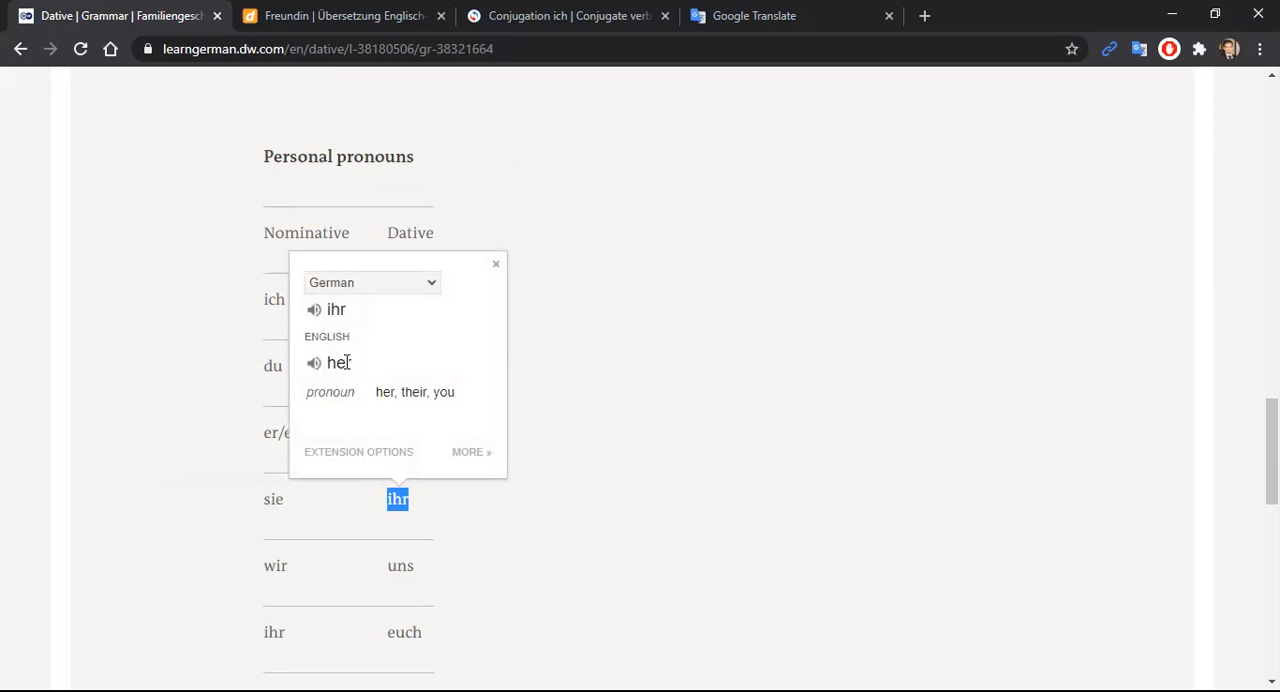 Dative | Grammar | Familiengesch
Freundin | Übersetzung Englisch-
Conjugation ich | Conjugate verb
Google Translate
learngerman.dw.com/en/dative/l-38180506/gr-38321664
Personal pronouns
Nominative Dative
German
ihr
ENGLISH
her
pronoun her, their, you
EXTENSION OPTIONS MORE »
ich
du
er/e
sie ihr
wir uns
ihr euch